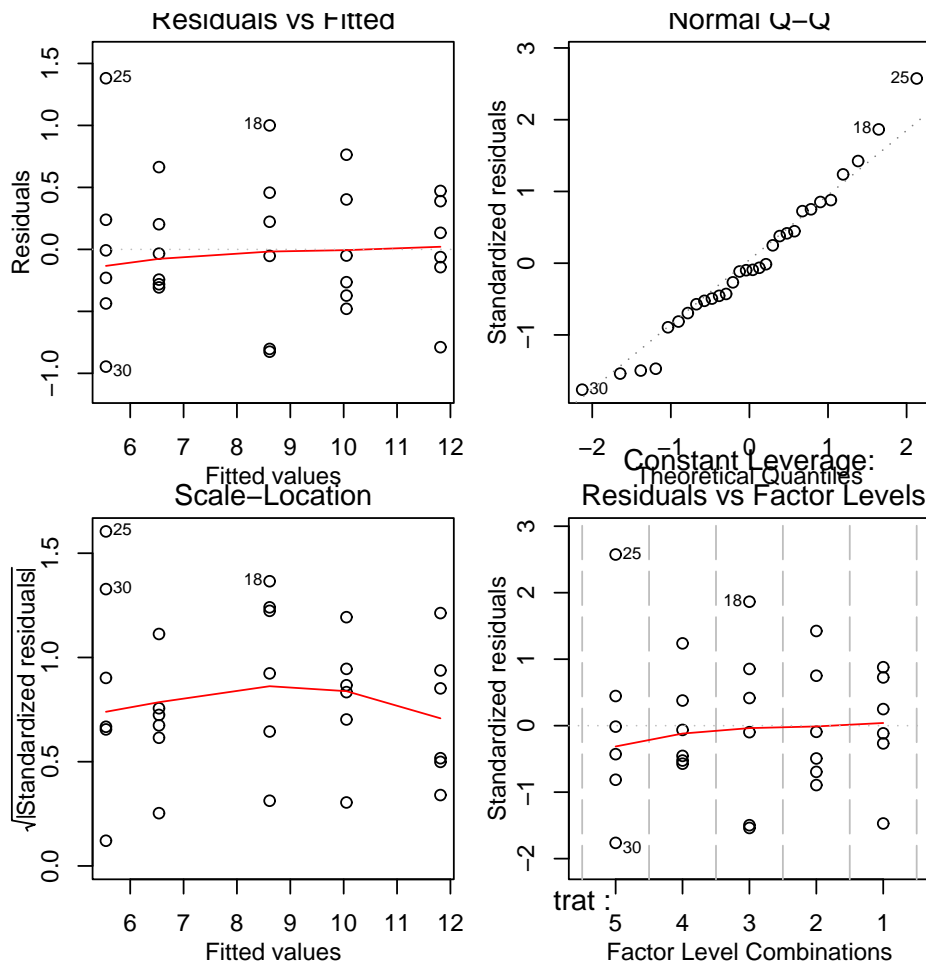 Residuals vs Fitted
Residuals
1.5
1.0
0.5
0.0
−1.0
25
18
30
6 7 8 9 10 11 12
Fitted values
Normal Q−Q
Standardized residuals
3
2
1
0
−1
25
18
30
−2 −1 0 1 2
Theoretical Quantiles
Scale−Location
√|Standardized residuals|
1.5
1.0
0.5
0.0
25
30
18
6 7 8 9 10 11 12
Fitted values
Constant Leverage:
Residuals vs Factor Levels
Standardized residuals
3
2
1
0
−1
−2
25
18
30
trat :
5 4 3 2 1
Factor Level Combinations